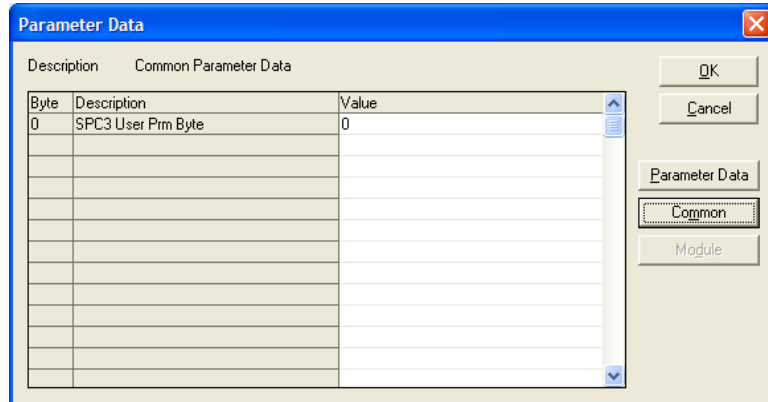 Parameter Data
Description Common Parameter Data
OK
Byte Description Value
Cancel
0 SPC3 User Prm Byte 0
Parameter Data
Common
Module